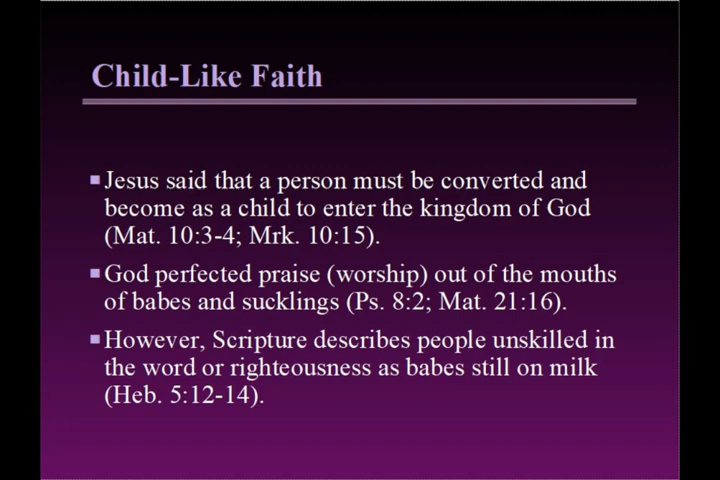 Child-Like Faith
Jesus said that a person must be converted and
become as a child to enter the kingdom of God
(Mat. 10:3-4; Mrk. 10:15).
God perfected praise (worship) out of the mouths
of babes and sucklings (Ps. 8:2; Mat. 21:16).
However, Scripture describes people unskilled in
the word or righteousness as babes still on milk
(Heb. 5:12-14).